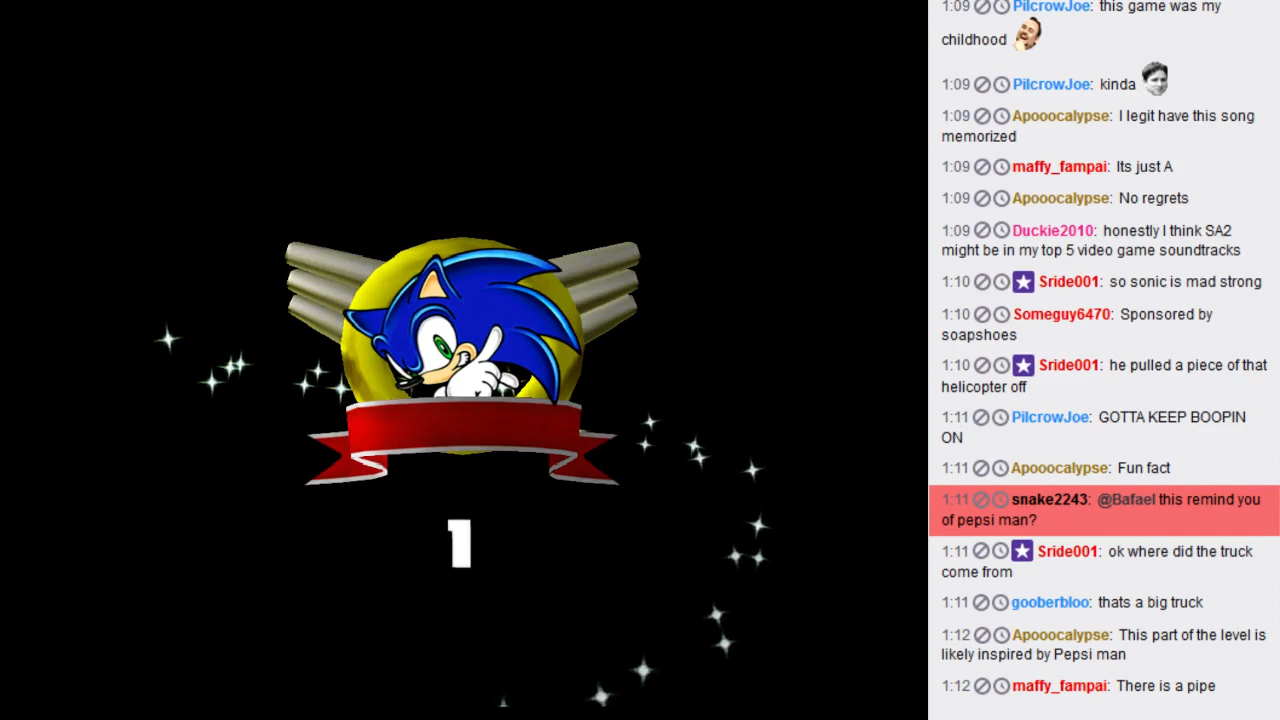 1
1:09 PilcrowJoe: this game was my
childhood
1:09 PilcrowJoe: kinda
1:09 Apooocalypse: I legit have this song
memorized
1:09 maffy_fampai: Its just A
1:09 Apooocalypse: No regrets
1:09 Duckie2010: honestly I think SA2
might be in my top 5 video game soundtracks
1:10 Sride001: so sonic is mad strong
1:10 Someguy6470: Sponsored by
soapshoes
1:10 Sride001: he pulled a piece of that
helicopter off
1:11 PilcrowJoe: GOTTA KEEP BOOPIN
ON
1:11 Apooocalypse: Fun fact
1:11 snake2243: @Bafael this remind you
of pepsi man?
1:11 Sride001: ok where did the truck
come from
1:11 gooberbloo: thats a big truck
1:12 Apooocalypse: This part of the level is
likely inspired by Pepsi man
1:12 maffy_fampai: There is a pipe